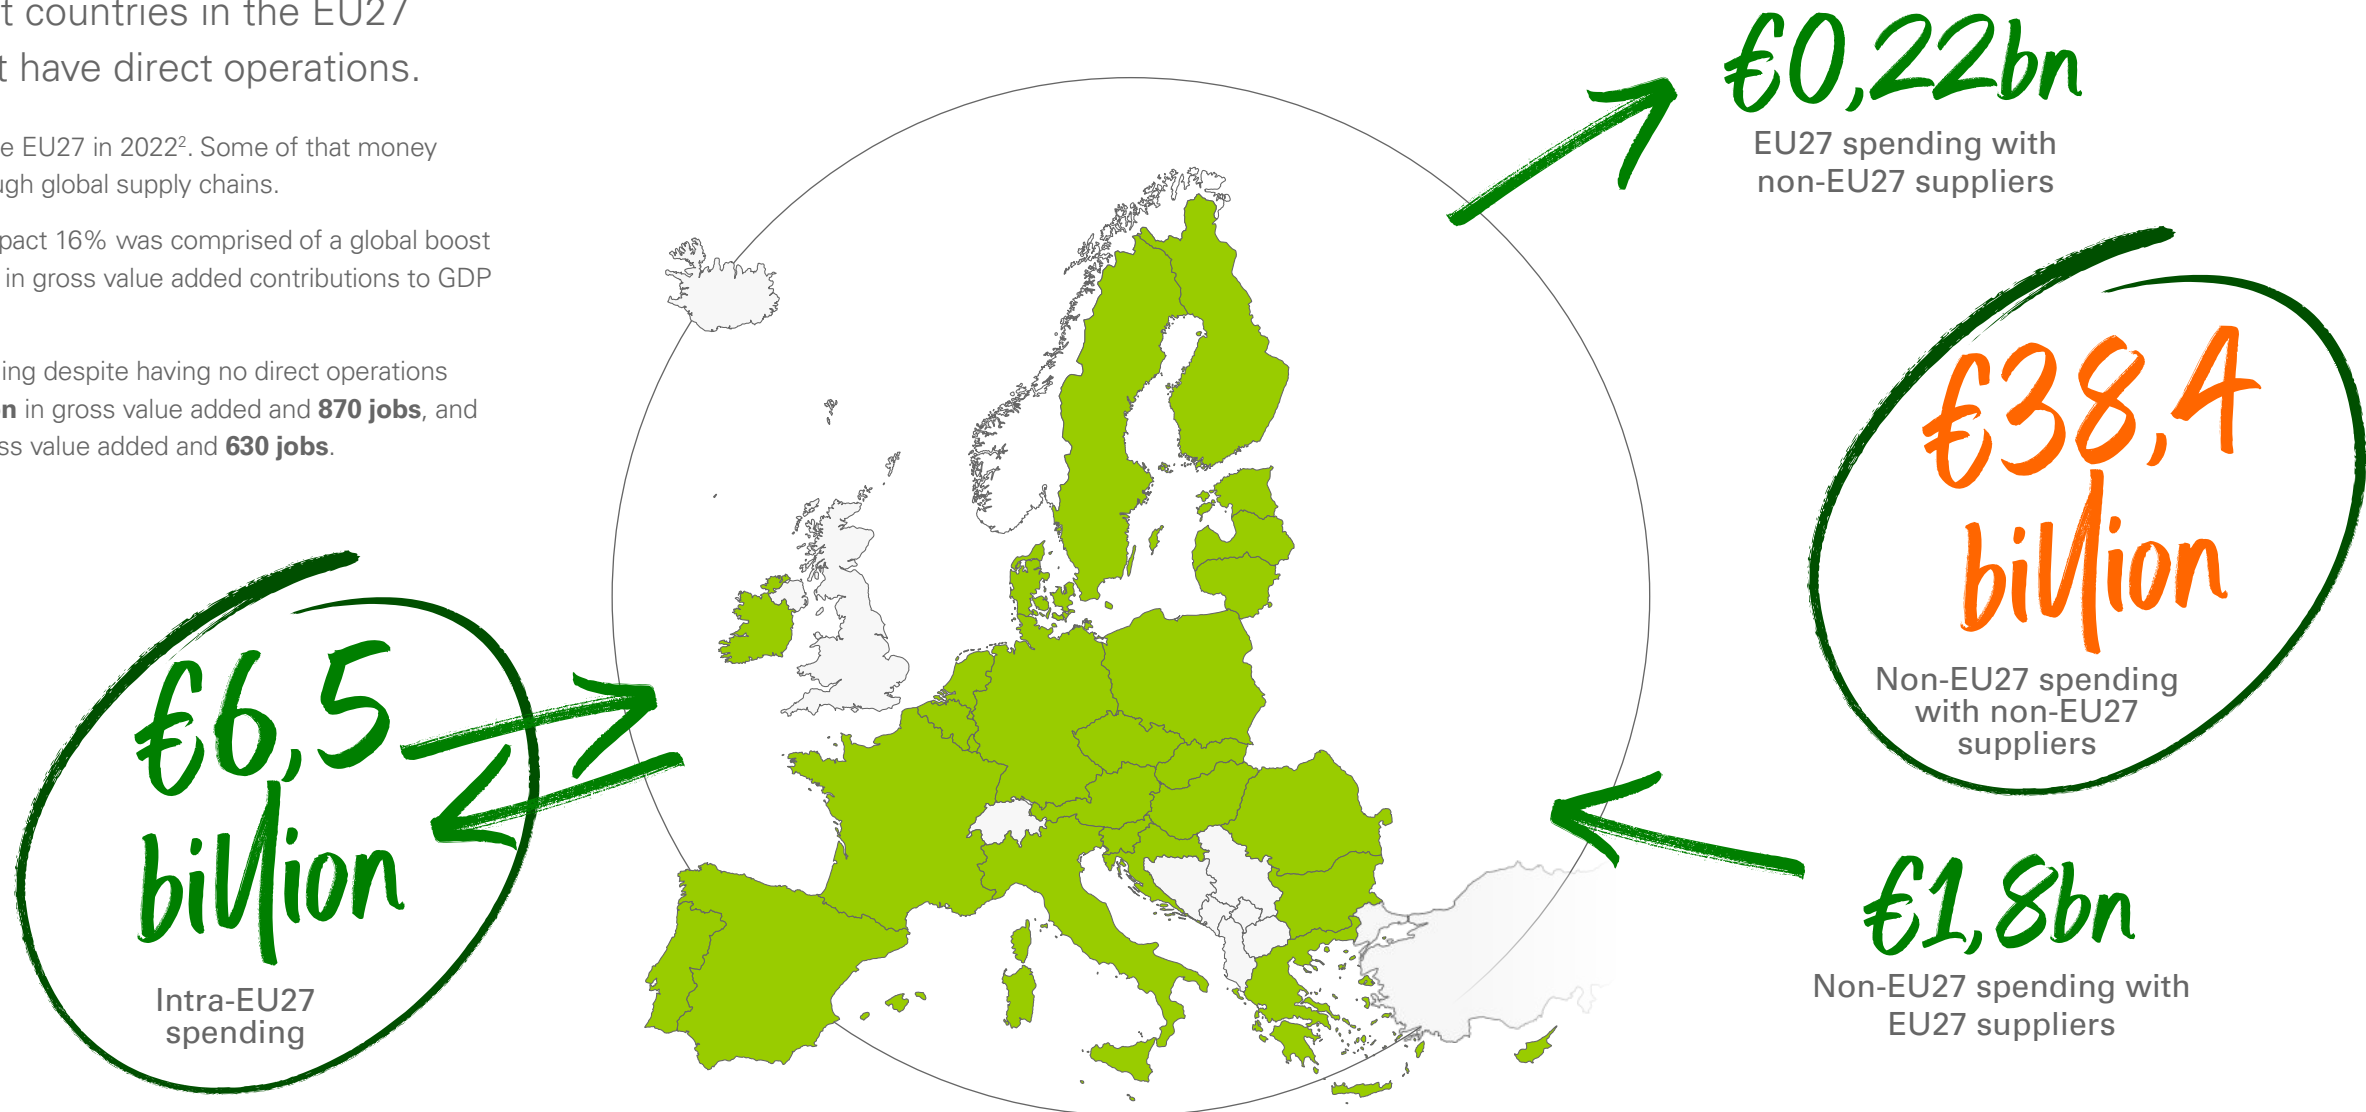 t countries in the EU27
t have direct operations.
e EU27 in 2022². Some of that money
ugh global supply chains.
pact 16% was comprised of a global boost
in gross value added contributions to GDP
ing despite having no direct operations
n in gross value added and 870 jobs, and
ss value added and 630 jobs.
€6,5
billion
Intra-EU27
spending
€0,22bn
EU27 spending with
non-EU27 suppliers
€38,4
billion
Non-EU27 spending
with non-EU27
suppliers
€1,8bn
Non-EU27 spending with
EU27 suppliers